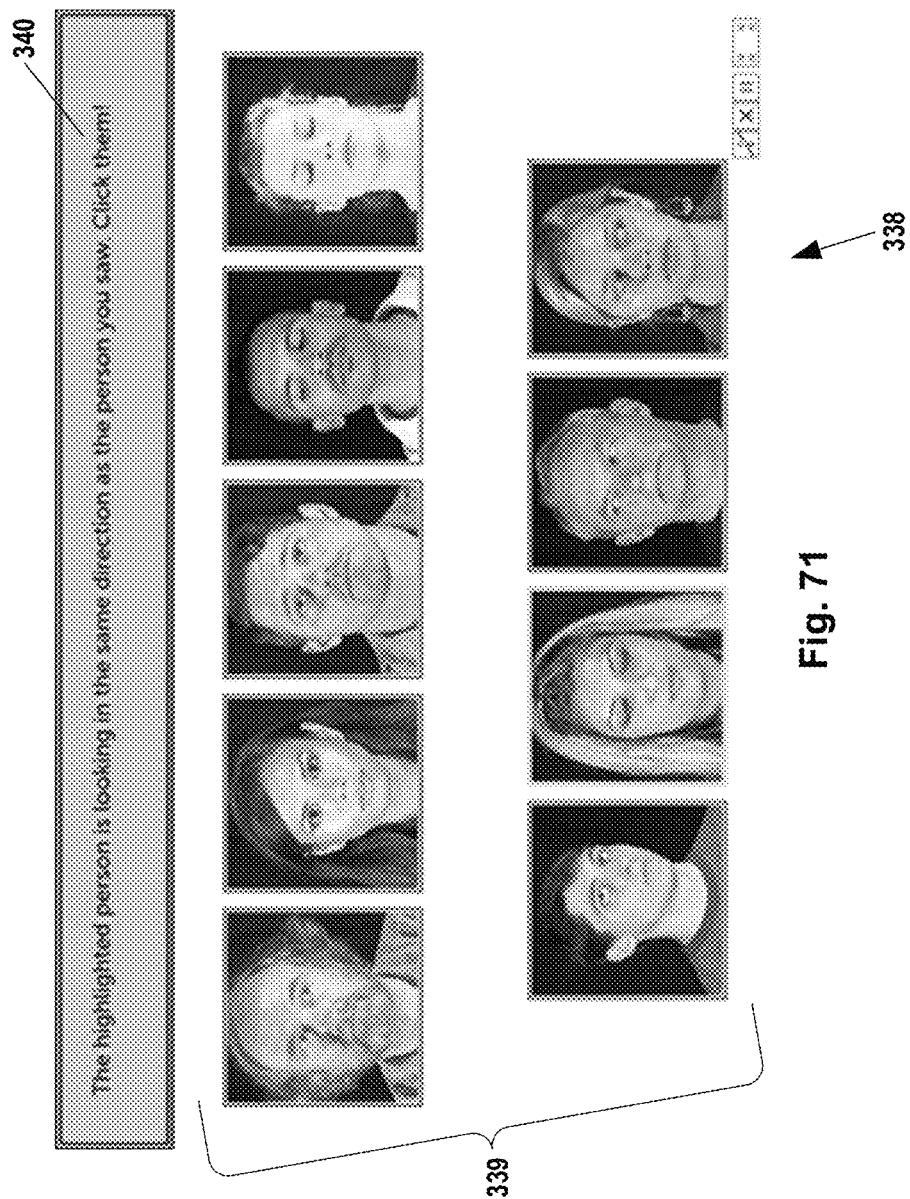 340
The highlighted person is looking in the same direction as the person you saw. Click them!
339
338
Fig. 71